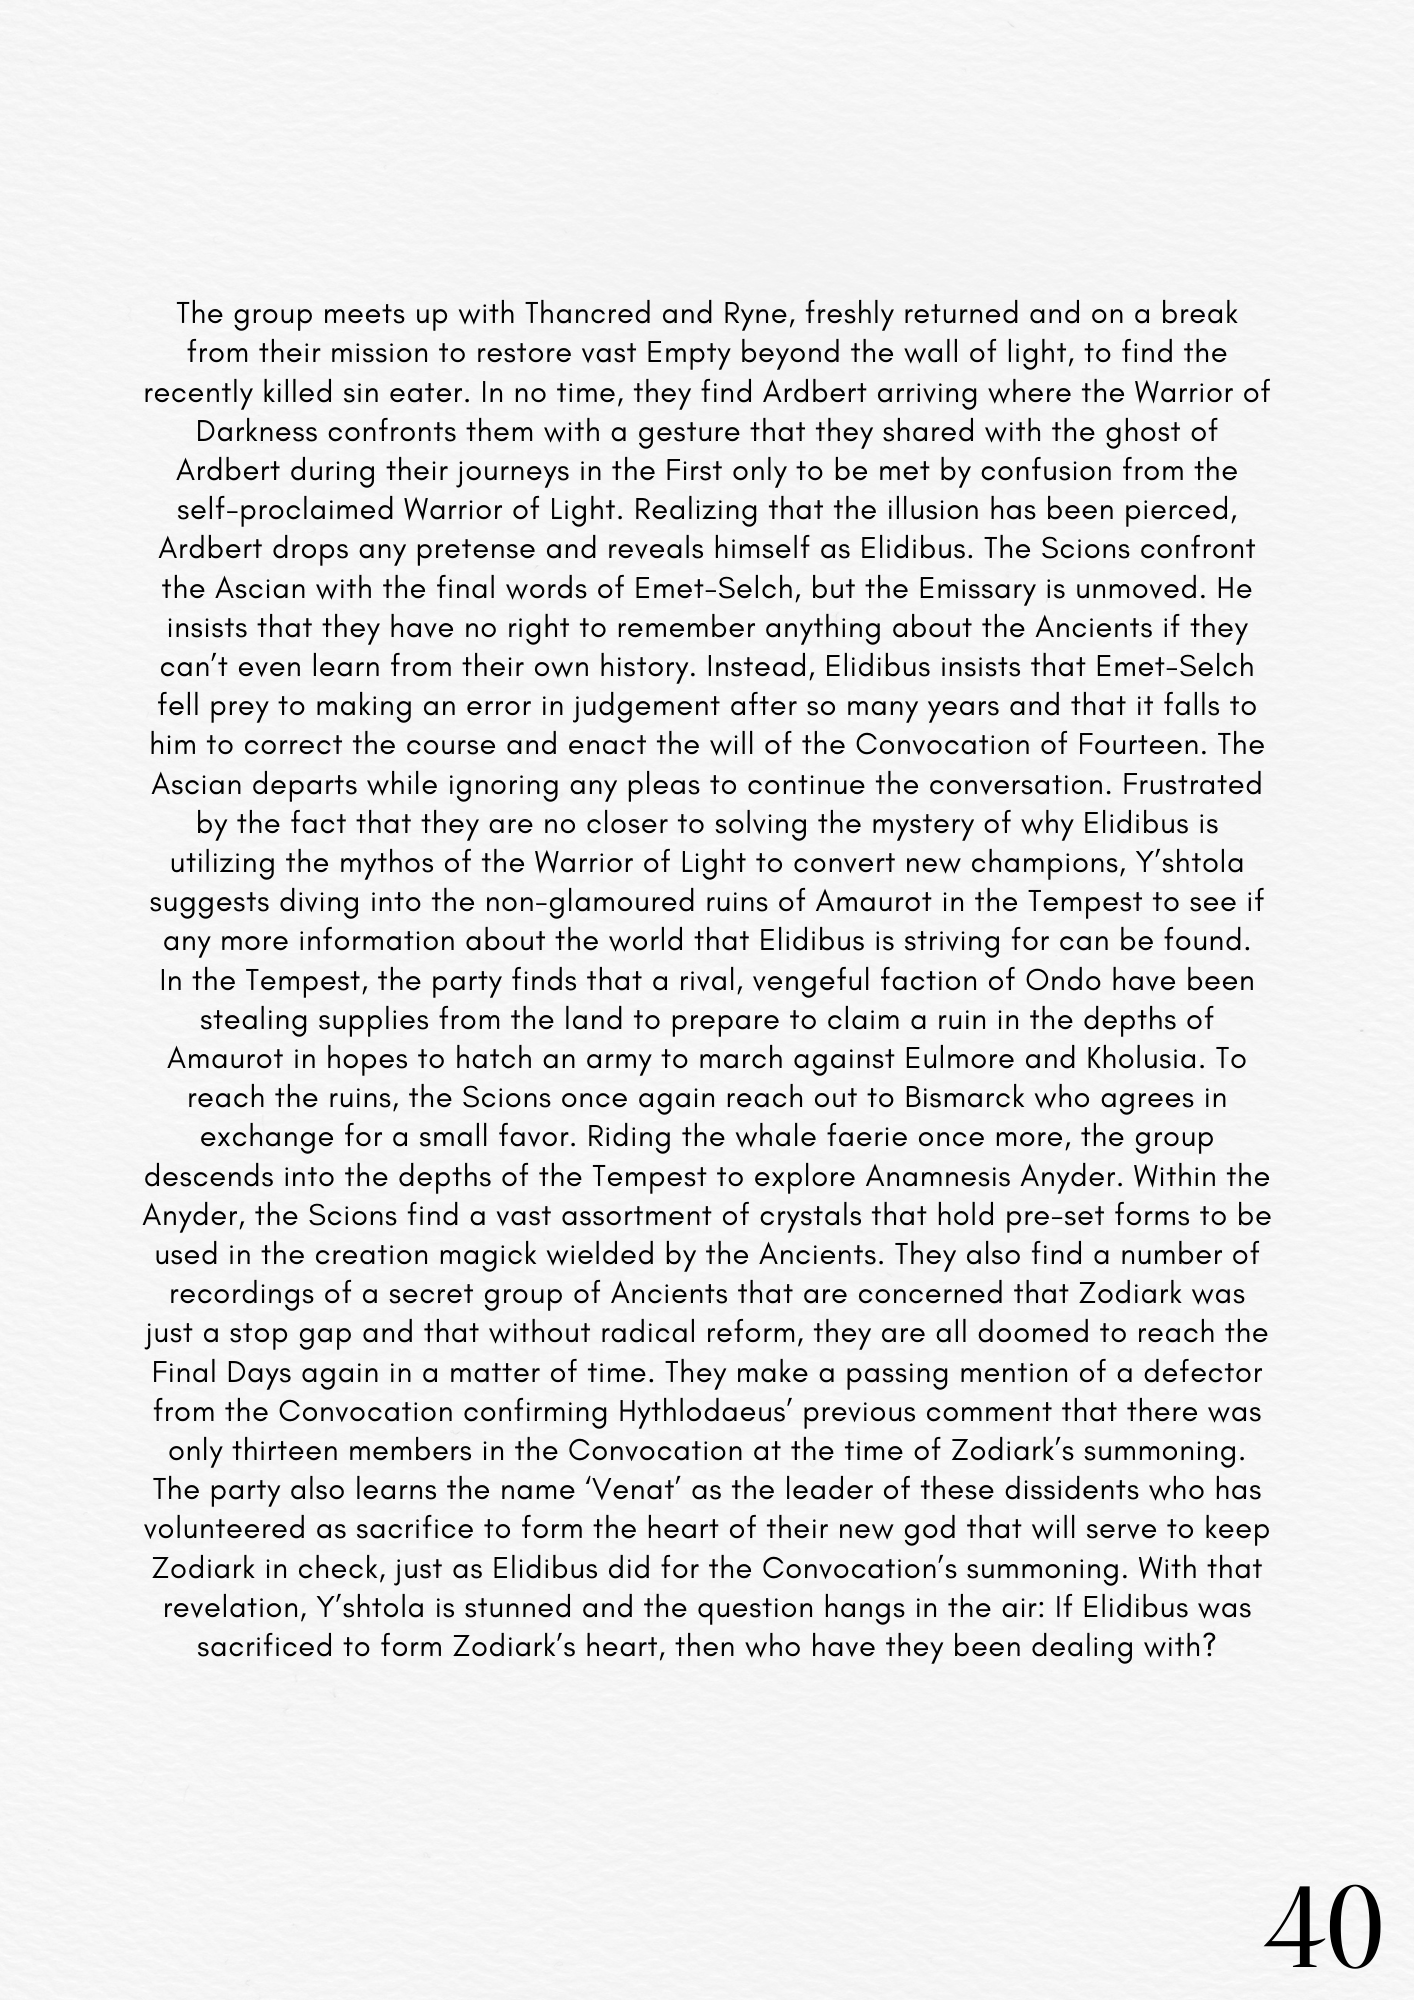 The group meets up with Thancred and Ryne, freshly returned and on a break
from their mission to restore vast Empty beyond the wall of light, to find the
recently killed sin eater. In no time, they find Ardbert arriving where the Warrior of
Darkness confronts them with a gesture that they shared with the ghost of
Ardbert during their journeys in the First only to be met by confusion from the
self-proclaimed Warrior of Light. Realizing that the illusion has been pierced,
Ardbert drops any pretense and reveals himself as Elidibus. The Scions confront
the Ascian with the final words of Emet-Selch, but the Emissary is unmoved. He
insists that they have no right to remember anything about the Ancients if they
can’t even learn from their own history. Instead, Elidibus insists that Emet-Selch
fell prey to making an error in judgement after so many years and that it falls to
him to correct the course and enact the will of the Convocation of Fourteen. The
Ascian departs while ignoring any pleas to continue the conversation. Frustrated
by the fact that they are no closer to solving the mystery of why Elidibus is
utilizing the mythos of the Warrior of Light to convert new champions, Y’shtola
suggests diving into the non-glamoured ruins of Amaurot in the Tempest to see if
any more information about the world that Elidibus is striving for can be found.
In the Tempest, the party finds that a rival, vengeful faction of Ondo have been
stealing supplies from the land to prepare to claim a ruin in the depths of
Amaurot in hopes to hatch an army to march against Eulmore and Kholusia. To
reach the ruins, the Scions once again reach out to Bismarck who agrees in
exchange for a small favor. Riding the whale faerie once more, the group
descends into the depths of the Tempest to explore Anamnesis Anyder. Within the
Anyder, the Scions find a vast assortment of crystals that hold pre-set forms to be
used in the creation magick wielded by the Ancients. They also find a number of
recordings of a secret group of Ancients that are concerned that Zodiark was
just a stop gap and that without radical reform, they are all doomed to reach the
Final Days again in a matter of time. They make a passing mention of a defector
from the Convocation confirming Hythlodaeus’ previous comment that there was
only thirteen members in the Convocation at the time of Zodiark’s summoning.
The party also learns the name ‘Venat’ as the leader of these dissidents who has
volunteered as sacrifice to form the heart of their new god that will serve to keep
Zodiark in check, just as Elidibus did for the Convocation’s summoning. With that
revelation, Y’shtola is stunned and the question hangs in the air: If Elidibus was
sacrificed to form Zodiark’s heart, then who have they been dealing with?
40